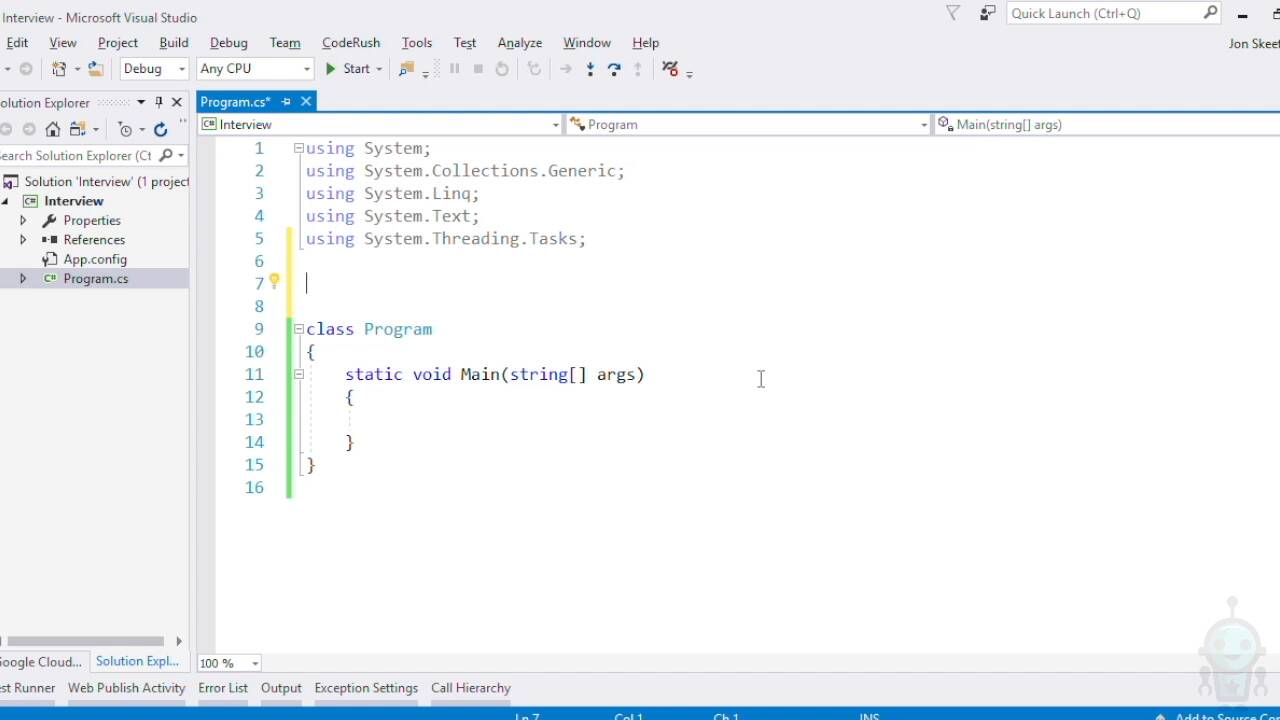 Interview - Microsoft Visual Studio
Quick Launch (Ctrl+Q)
Edit View Project Build Debug Team CodeRush Tools Test Analyze Window Help
Jon Skeet
Debug Any CPU Start
olution Explorer
Program.cs*
Interview Program Main(string[] args)
earch Solution Explorer (Ct
Solution 'Interview' (1 project
Interview
Properties
References
App.config
C# Program.cs
1 using System;
2 using System.Collections.Generic;
3 using System.Linq;
4 using System.Text;
5 using System.Threading.Tasks;
6
7
8
9 class Program
10 {
11 static void Main(string[] args)
12 {
13
14 }
15 }
16
oogle Cloud... Solution Expl...
100 %
est Runner Web Publish Activity Error List Output Exception Settings Call Hierarchy
Ln 7 Col 1 Ch 1 INS Add to Source Con